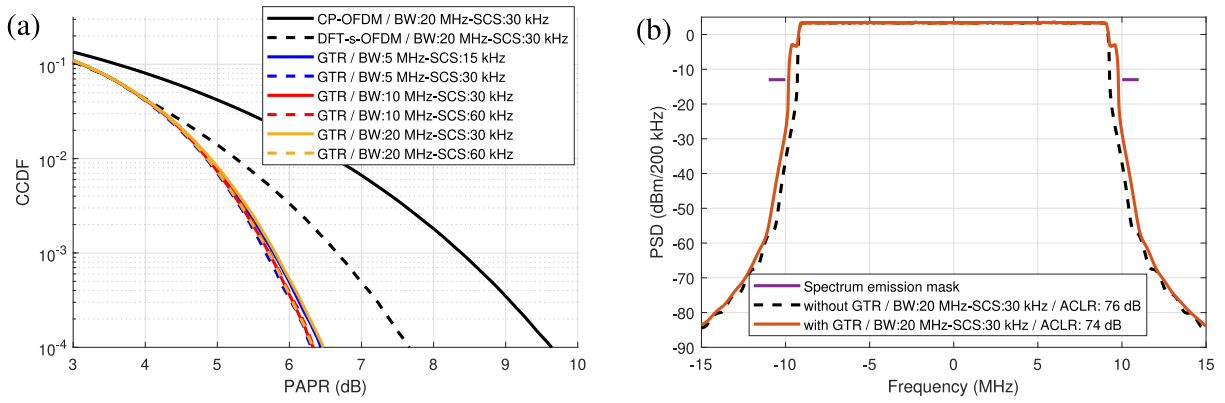 (a)
CCDF
10^-1
10^-2
10^-3
10^-4
3 4 5 6 7 8 9 10
PAPR (dB)
CP-OFDM / BW:20 MHz-SCS:30 kHz
DFT-s-OFDM / BW:20 MHz-SCS:30 kHz
GTR / BW:5 MHz-SCS:15 kHz
GTR / BW:5 MHz-SCS:30 kHz
GTR / BW:10 MHz-SCS:30 kHz
GTR / BW:10 MHz-SCS:60 kHz
GTR / BW:20 MHz-SCS:30 kHz
GTR / BW:20 MHz-SCS:60 kHz
(b)
PSD (dBm/200 kHz)
0
-10
-20
-30
-40
-50
-60
-70
-80
-90
-15 -10 -5 0 5 10 15
Frequency (MHz)
Spectrum emission mask
without GTR / BW:20 MHz-SCS:30 kHz / ACLR: 76 dB
with GTR / BW:20 MHz-SCS:30 kHz / ACLR: 74 dB